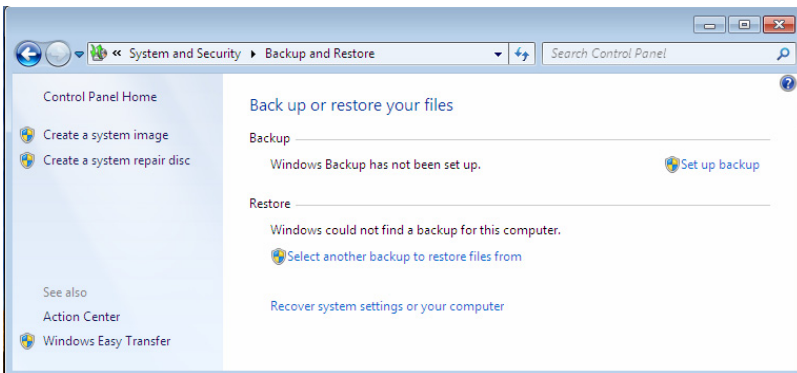 « System and Security ▸ Backup and Restore
Search Control Panel
Control Panel Home
Create a system image
Create a system repair disc
Back up or restore your files
Backup
Windows Backup has not been set up.
Set up backup
Restore
Windows could not find a backup for this computer.
Select another backup to restore files from
Recover system settings or your computer
See also
Action Center
Windows Easy Transfer